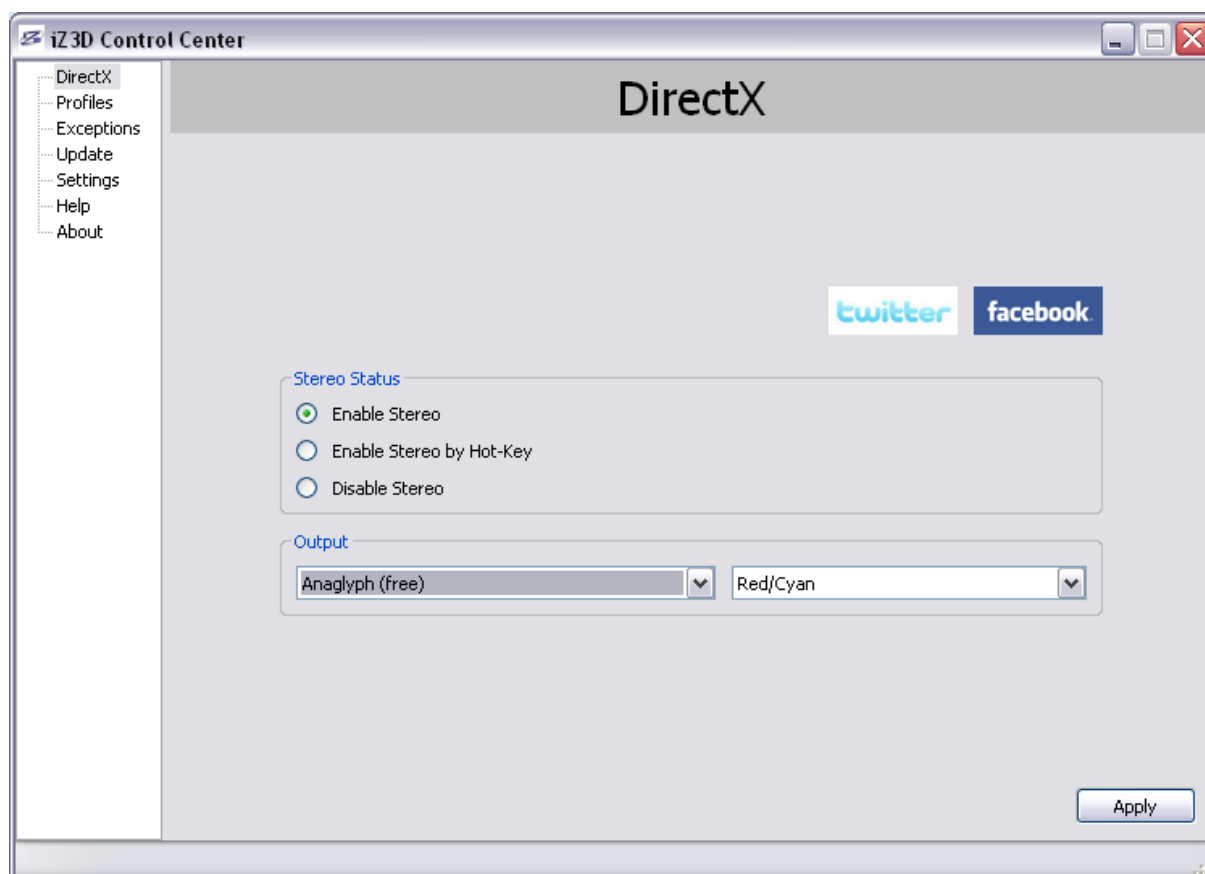 iZ3D Control Center
DirectX
Profiles
Exceptions
Update
Settings
Help
About
DirectX
twitter
facebook.
Stereo Status
Enable Stereo
Enable Stereo by Hot-Key
Disable Stereo
Output
Anaglyph (free)
Red/Cyan
Apply